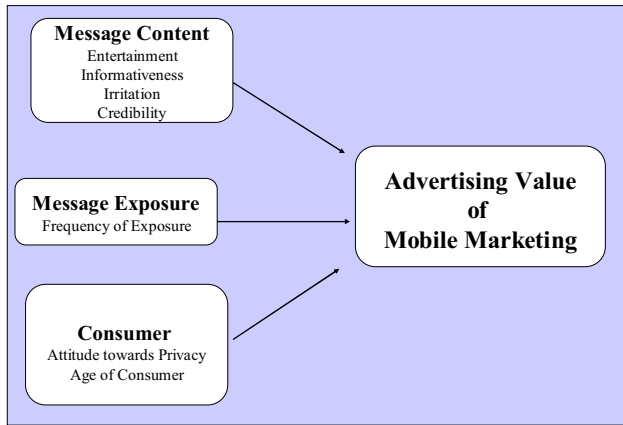 Message Content
Entertainment
Informativeness
Irritation
Credibility
Message Exposure
Frequency of Exposure
Consumer
Attitude towards Privacy
Age of Consumer
Advertising Value
of
Mobile Marketing